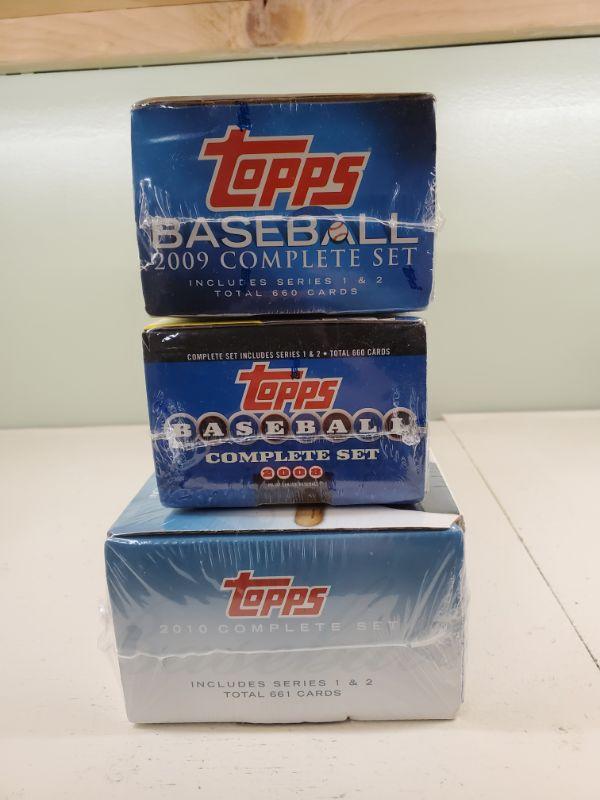 Topps
BASEBALL
2009 COMPLETE SET
INCLUDES SERIES 1 & 2
TOTAL 660 CARDS
COMPLETE SET INCLUDES SERIES 1 & 2 • TOTAL 660 CARDS
Topps
BASEBALL
COMPLETE SET
2008
Topps
2010 COMPLETE SET
INCLUDES SERIES 1 & 2
TOTAL 661 CARDS